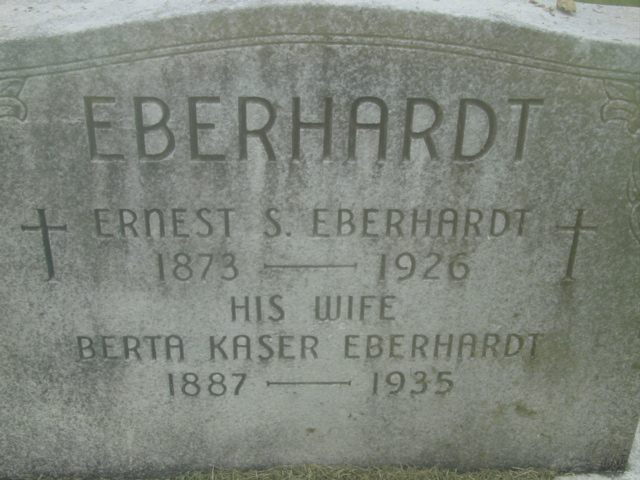 EBERHARDT
ERNEST S. EBERHARDT
1873 — 1926
HIS WIFE
BERTA KASER EBERHARDT
1887 — 1935